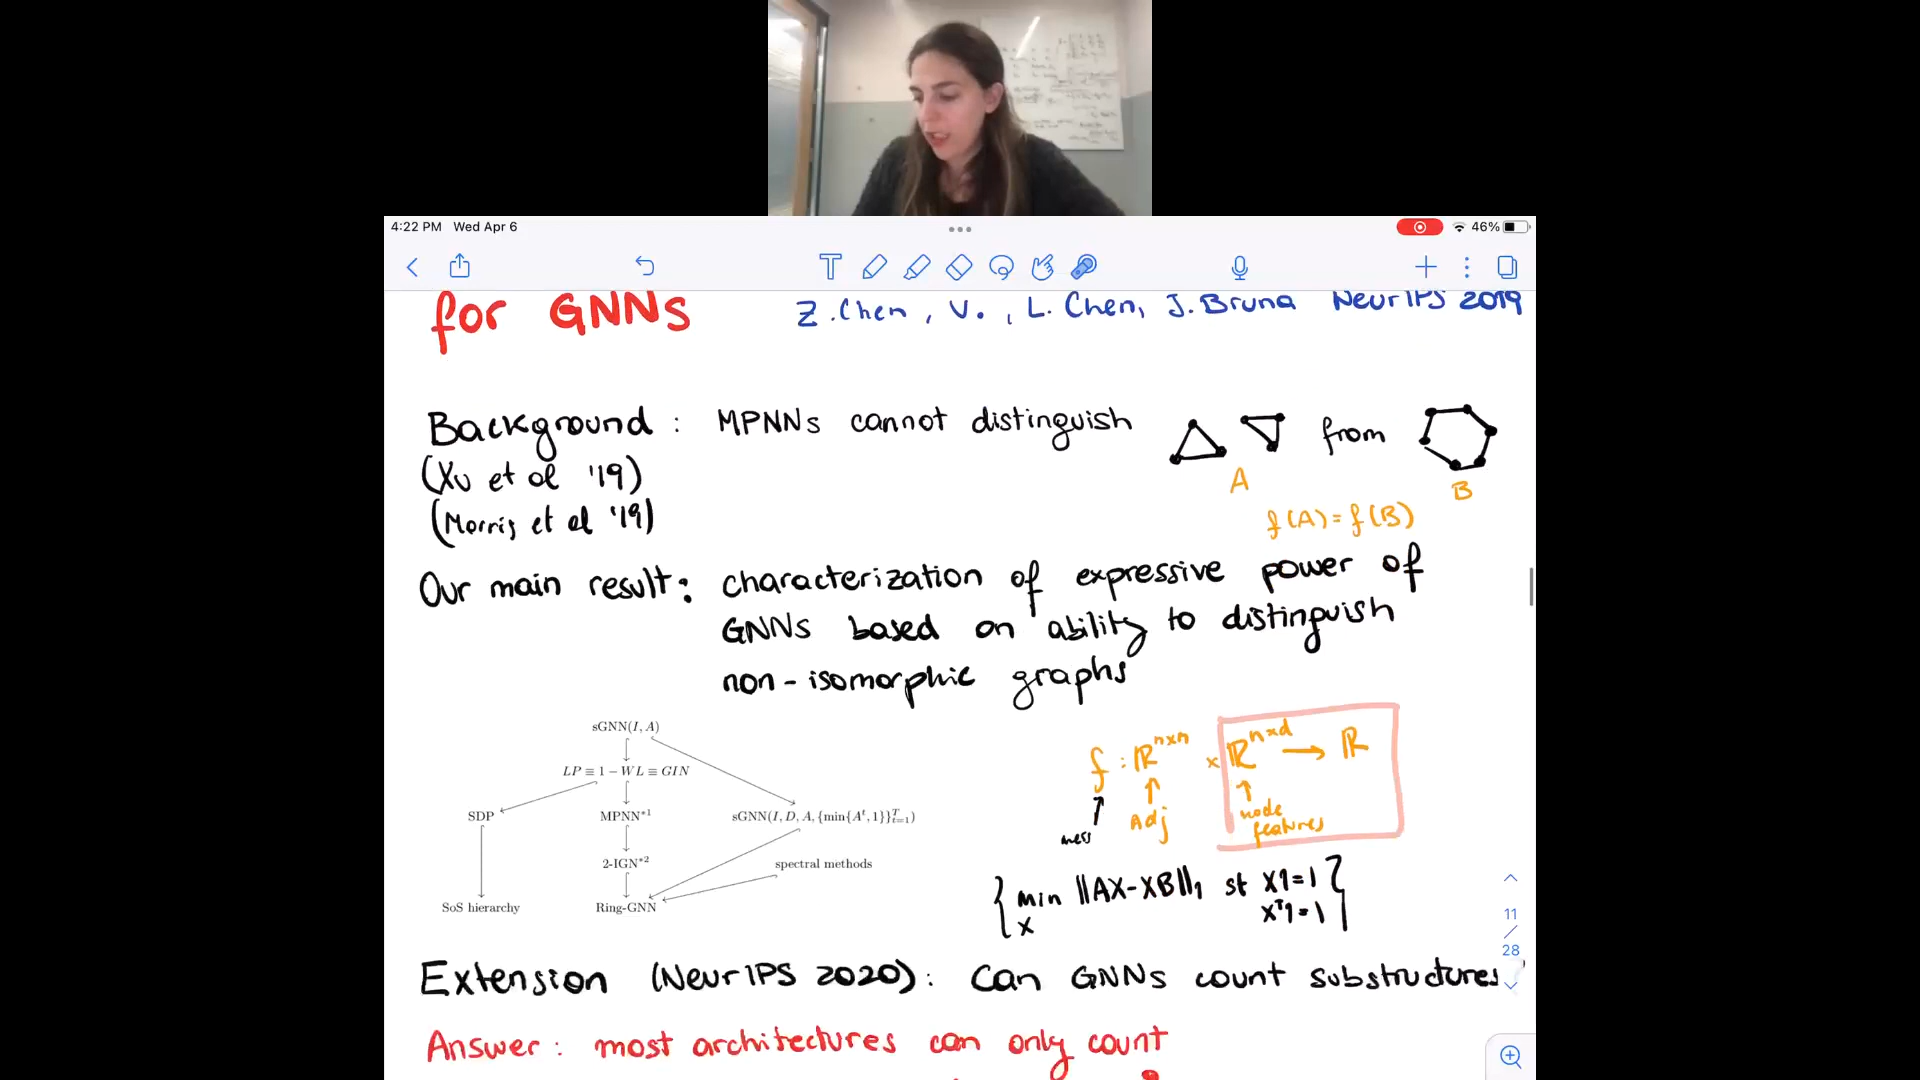 4:22 PM Wed Apr 6
46%
for GNNs
Z. Chen, V., L. Chen, J. Bruna NeurIPS 2019
Background: MPNNs cannot distinguish
from
(Xu et al '19)
(Morris et al '19)
A
B
f(A)=f(B)
Our main result: characterization of expressive power of
GNNs based on ability to distinguish
non-isomorphic graphs
sGNN(I, A)
LP ≡ 1 − WL ≡ GIN
SDP
MPNN*1
sGNN(I, D, A, {min{A^t, 1}}^T_{t=1})
2-IGN*2
spectral methods
SoS hierarchy
Ring-GNN
f : ℝ^{n×n} × ℝ^{n×d} → ℝ
Adj
node
features
{ min ‖AX-XB‖₁ st X1=1 }
X
X^T1=1
11
/
28
Extension (NeurIPS 2020): Can GNNs count substructures
Answer: most architectures can only count